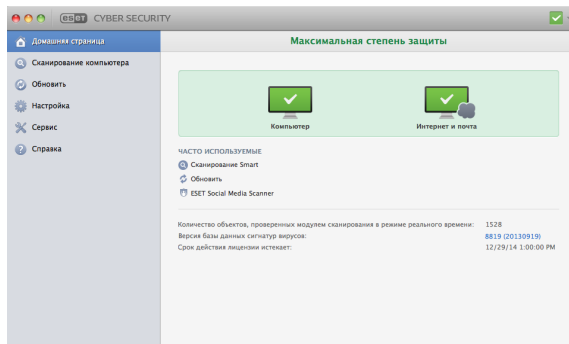 eset CYBER SECURITY
Домашняя страница
Сканирование компьютера
Обновить
Настройка
Сервис
Справка
Максимальная степень защиты
Компьютер
Интернет и почта
ЧАСТО ИСПОЛЬЗУЕМЫЕ
Сканирование Smart
Обновить
ESET Social Media Scanner
Количество объектов, проверенных модулем сканирования в режиме реального времени: 1528
Версия базы данных сигнатур вирусов: 8819 (20130919)
Срок действия лицензии истекает: 12/29/14 1:00:00 PM